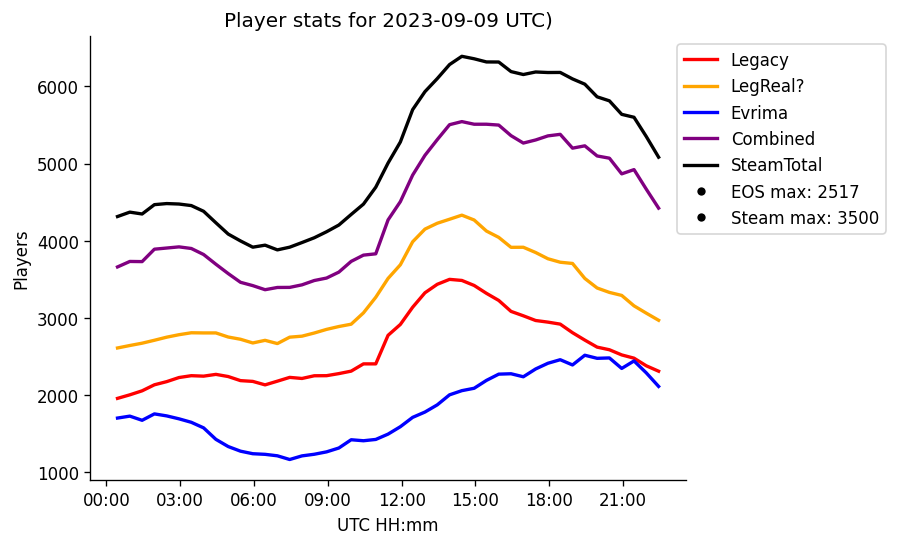 Player stats for 2023-09-09 UTC)
Legacy
LegReal?
Evrima
Combined
SteamTotal
EOS max: 2517
Steam max: 3500
Players
6000
5000
4000
3000
2000
1000
00:00 03:00 06:00 09:00 12:00 15:00 18:00 21:00
UTC HH:mm